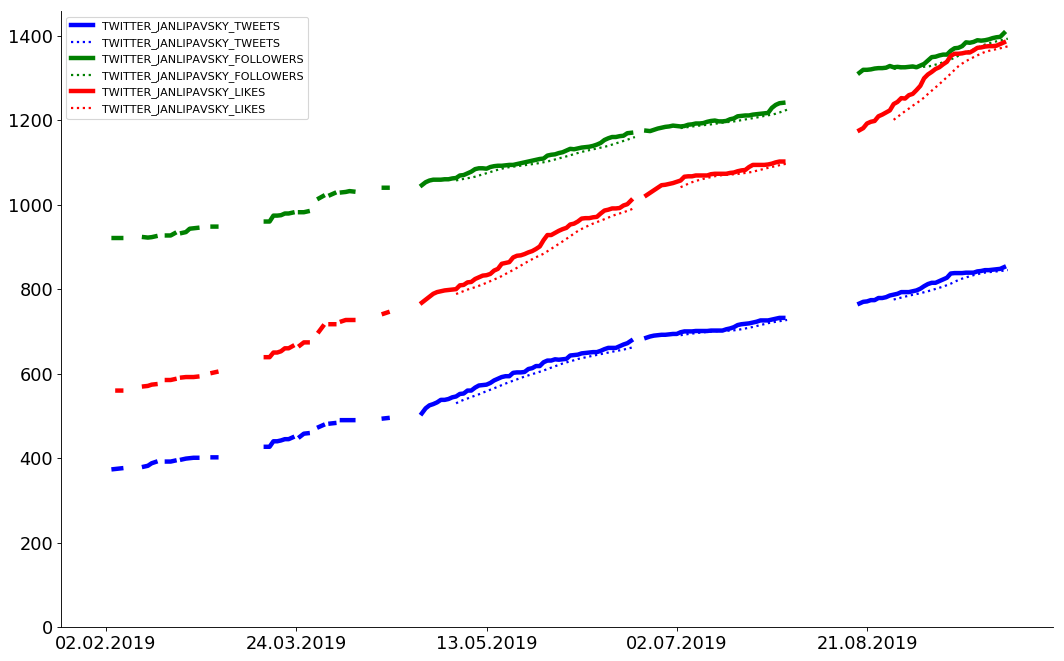 1400
1200
1000
800
600
400
200
0
TWITTER_JANLIPAVSKY_TWEETS
TWITTER_JANLIPAVSKY_TWEETS
TWITTER_JANLIPAVSKY_FOLLOWERS
TWITTER_JANLIPAVSKY_FOLLOWERS
TWITTER_JANLIPAVSKY_LIKES
TWITTER_JANLIPAVSKY_LIKES
02.02.2019 24.03.2019 13.05.2019 02.07.2019 21.08.2019